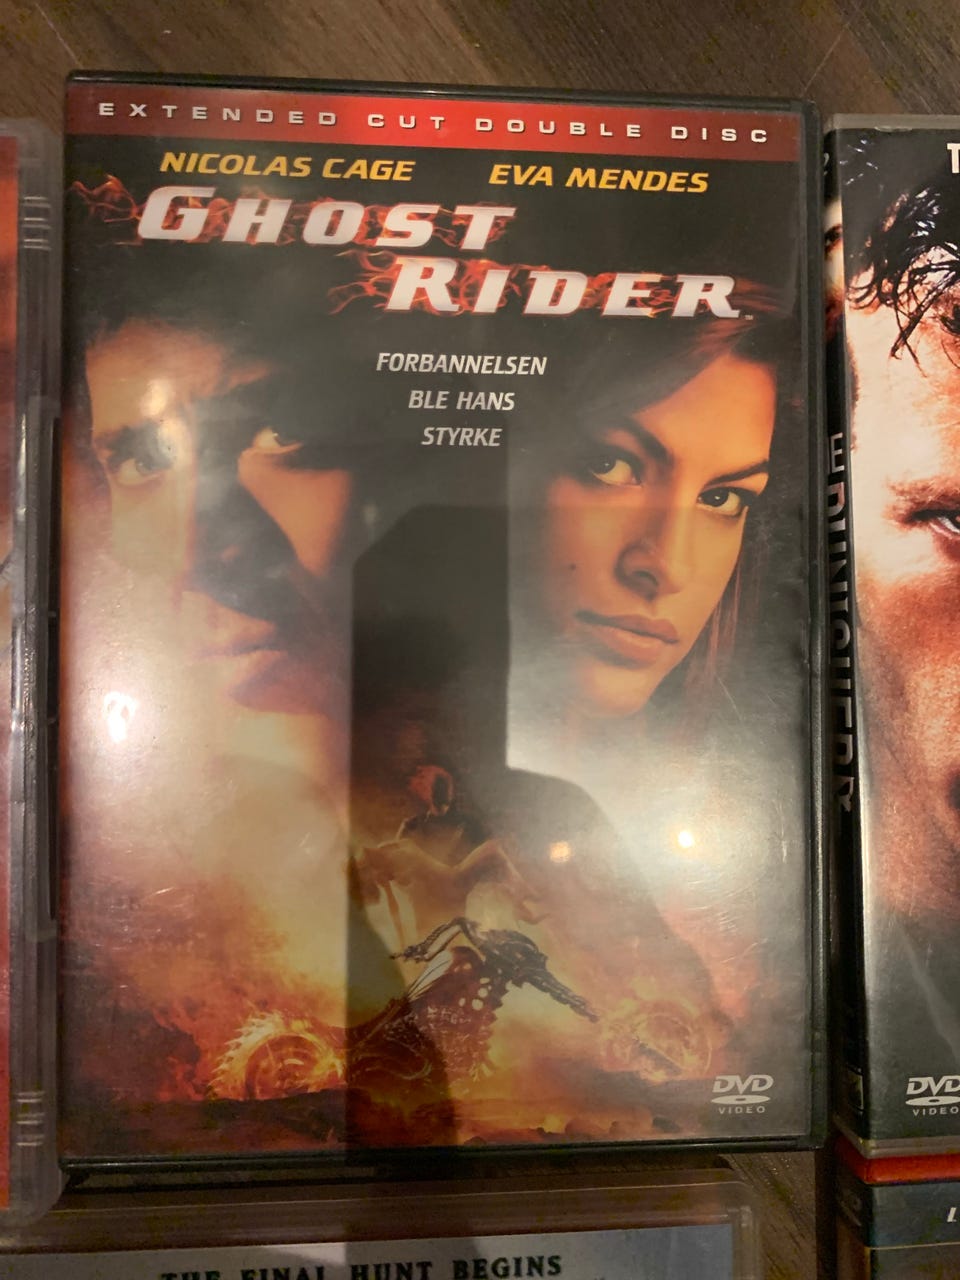 EXTENDED CUT DOUBLE DISC
NICOLAS CAGE EVA MENDES
GHOST
RIDER
FORBANNELSEN
BLE HANS
STYRKE
DVD
VIDEO
T
DVD
VIDEO
L
THE FINAL HUNT BEGINS